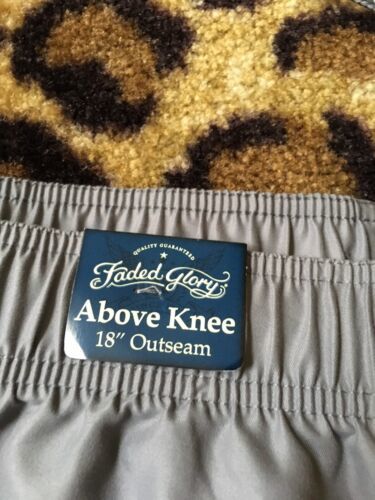 QUALITY GUARANTEED
Faded Glory
Above Knee
18" Outseam